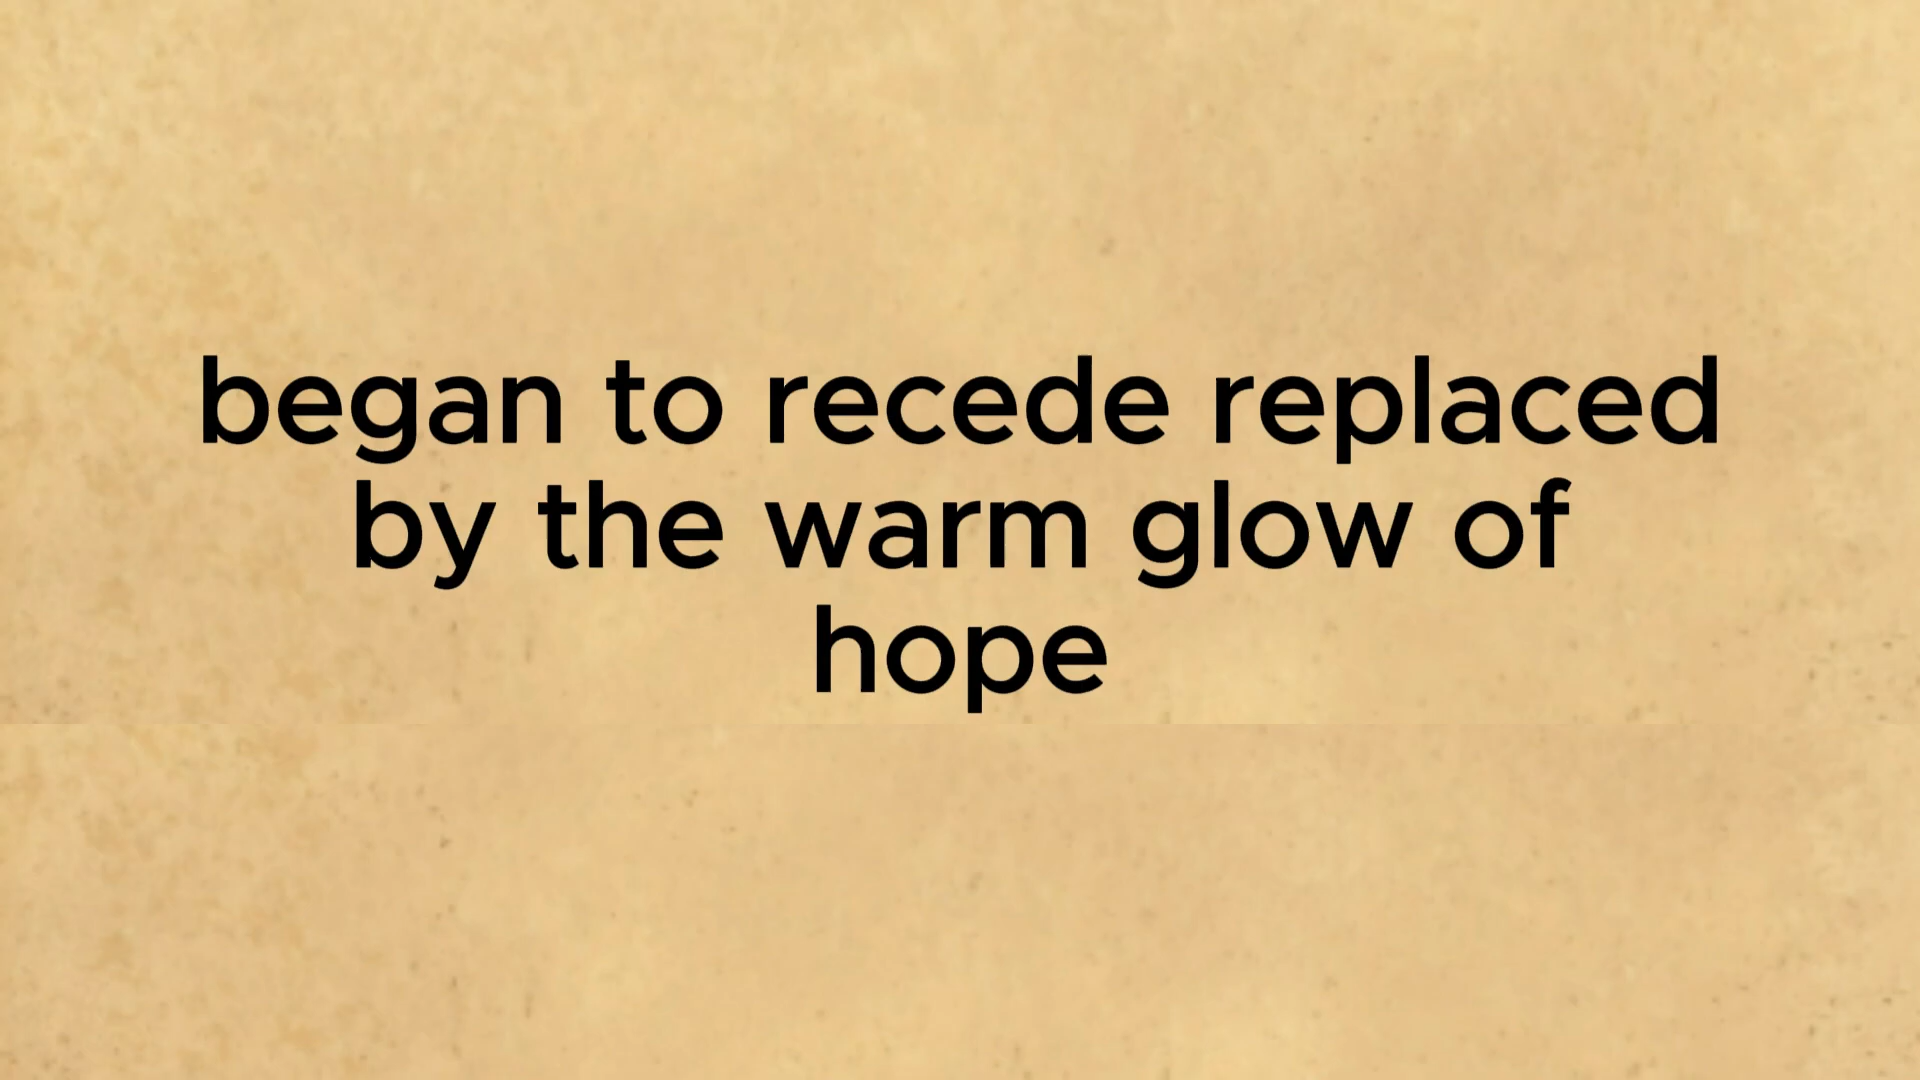 began to recede replaced
by the warm glow of
hope